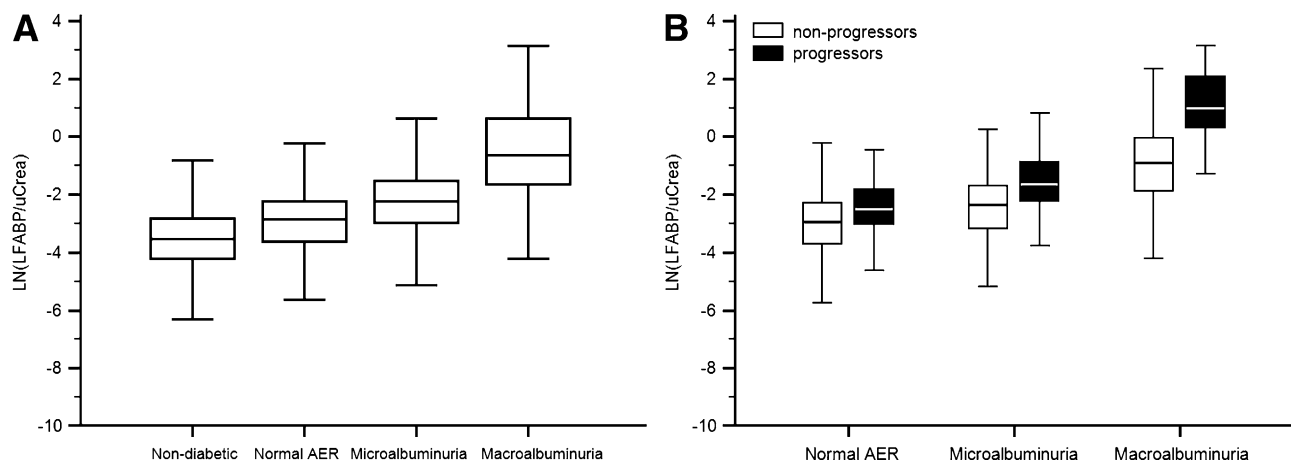 A
LN(LFABP/uCrea)
4
2
0
-2
-4
-6
-8
-10
Non-diabetic Normal AER Microalbuminuria Macroalbuminuria
B
non-progressors
progressors
LN(LFABP/uCrea)
4
2
0
-2
-4
-6
-8
-10
Normal AER Microalbuminuria Macroalbuminuria